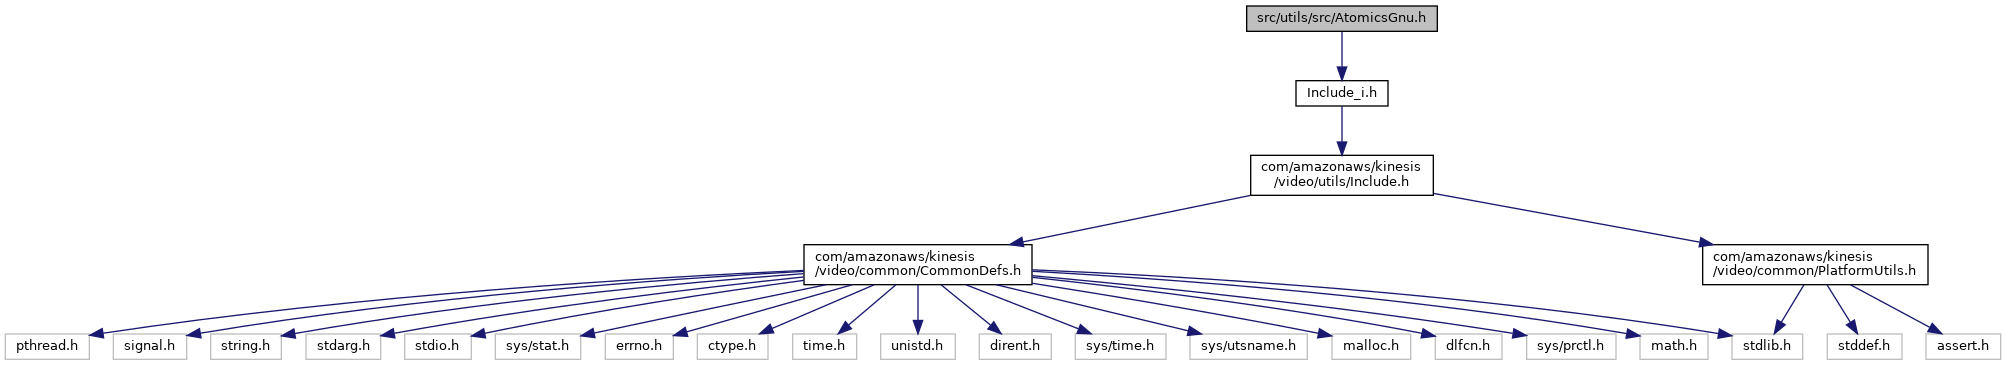 src/utils/src/AtomicsGnu.h
Include_i.h
com/amazonaws/kinesis
/video/utils/Include.h
com/amazonaws/kinesis
/video/common/CommonDefs.h
com/amazonaws/kinesis
/video/common/PlatformUtils.h
pthread.h
signal.h
string.h
stdarg.h
stdio.h
sys/stat.h
errno.h
ctype.h
time.h
unistd.h
dirent.h
sys/time.h
sys/utsname.h
malloc.h
dlfcn.h
sys/prctl.h
math.h
stdlib.h
stddef.h
assert.h